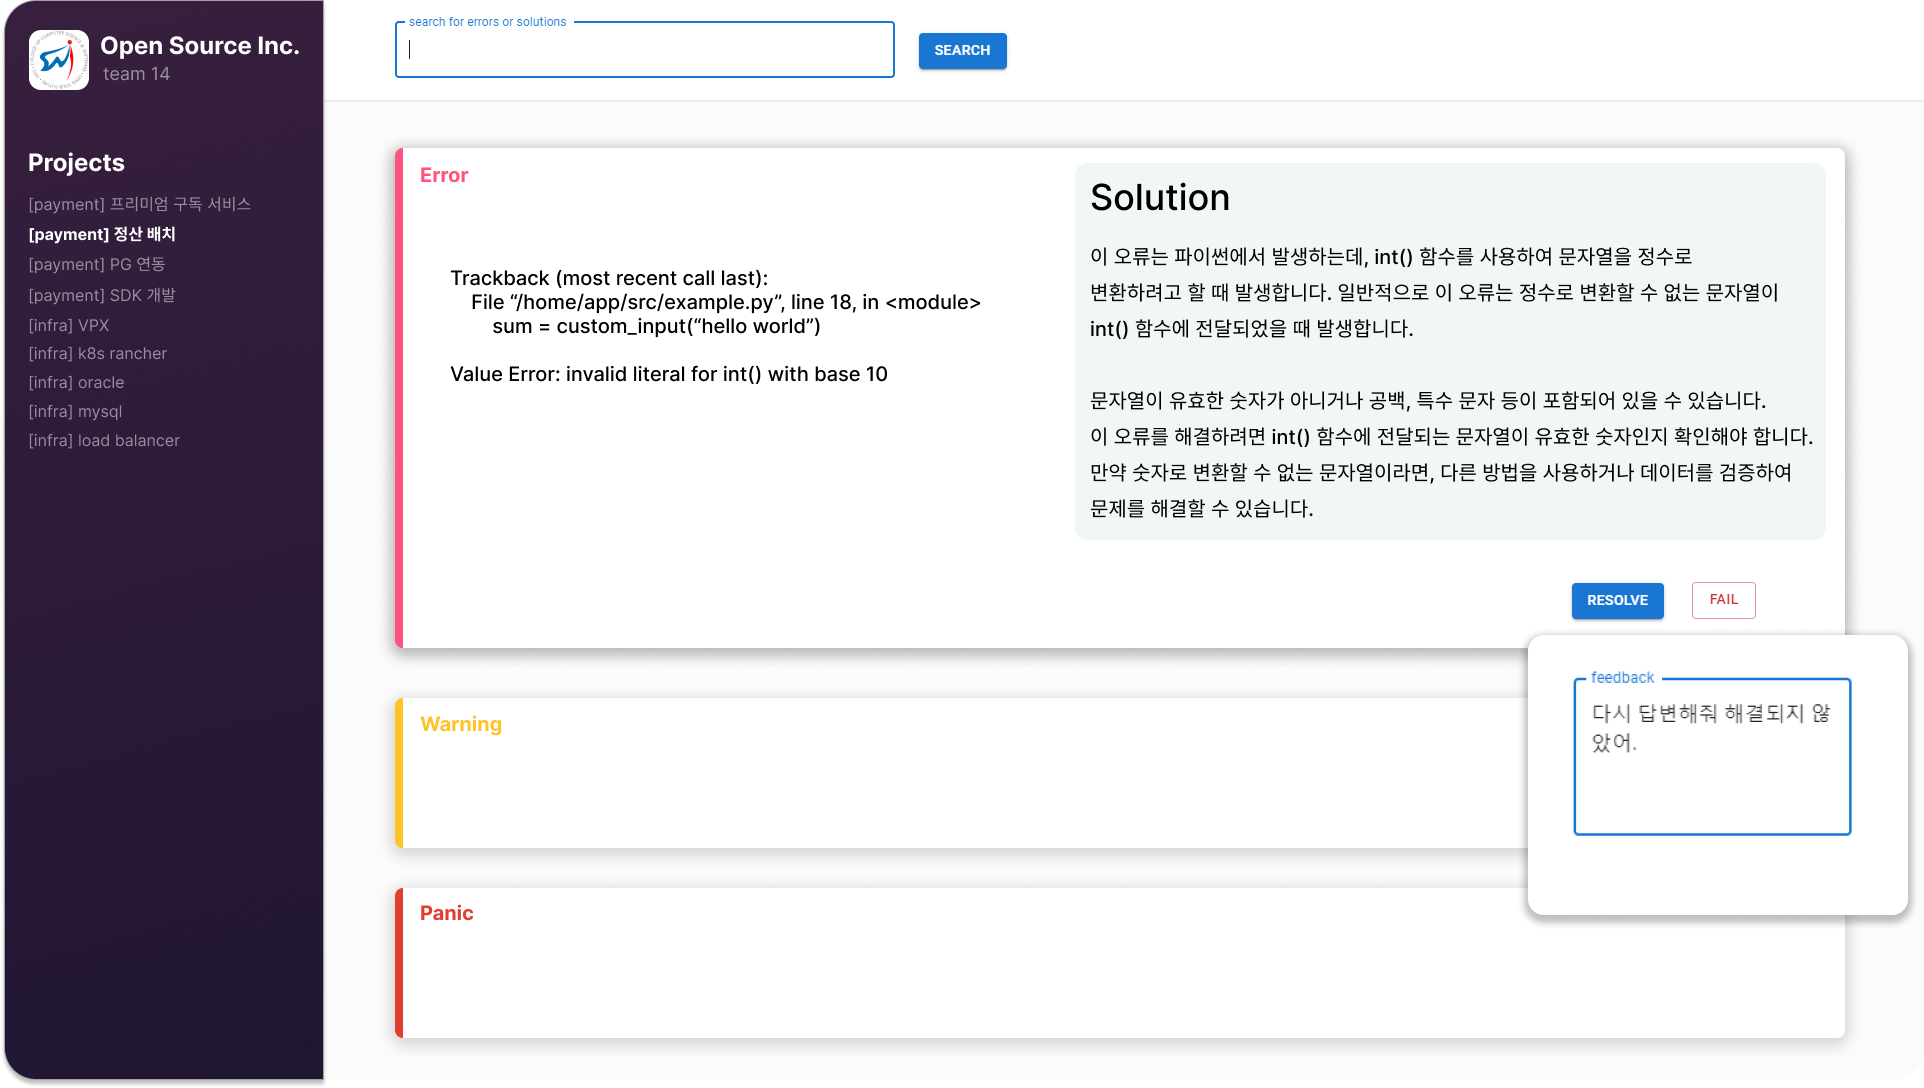 Open Source Inc.
team 14
Projects
[payment] 프리미엄 구독 서비스
[payment] 정산 배치
[payment] PG 연동
[payment] SDK 개발
[infra] VPX
[infra] k8s rancher
[infra] oracle
[infra] mysql
[infra] load balancer
search for errors or solutions
SEARCH
Error
Trackback (most recent call last):
File “/home/app/src/example.py”, line 18, in <module>
sum = custom_input(“hello world”)
Value Error: invalid literal for int() with base 10
Solution
이 오류는 파이썬에서 발생하는데, int() 함수를 사용하여 문자열을 정수로
변환하려고 할 때 발생합니다. 일반적으로 이 오류는 정수로 변환할 수 없는 문자열이
int() 함수에 전달되었을 때 발생합니다.
문자열이 유효한 숫자가 아니거나 공백, 특수 문자 등이 포함되어 있을 수 있습니다.
이 오류를 해결하려면 int() 함수에 전달되는 문자열이 유효한 숫자인지 확인해야 합니다.
만약 숫자로 변환할 수 없는 문자열이라면, 다른 방법을 사용하거나 데이터를 검증하여
문제를 해결할 수 있습니다.
RESOLVE
FAIL
feedback
다시 답변해줘 해결되지 않
았어.
Warning
Panic